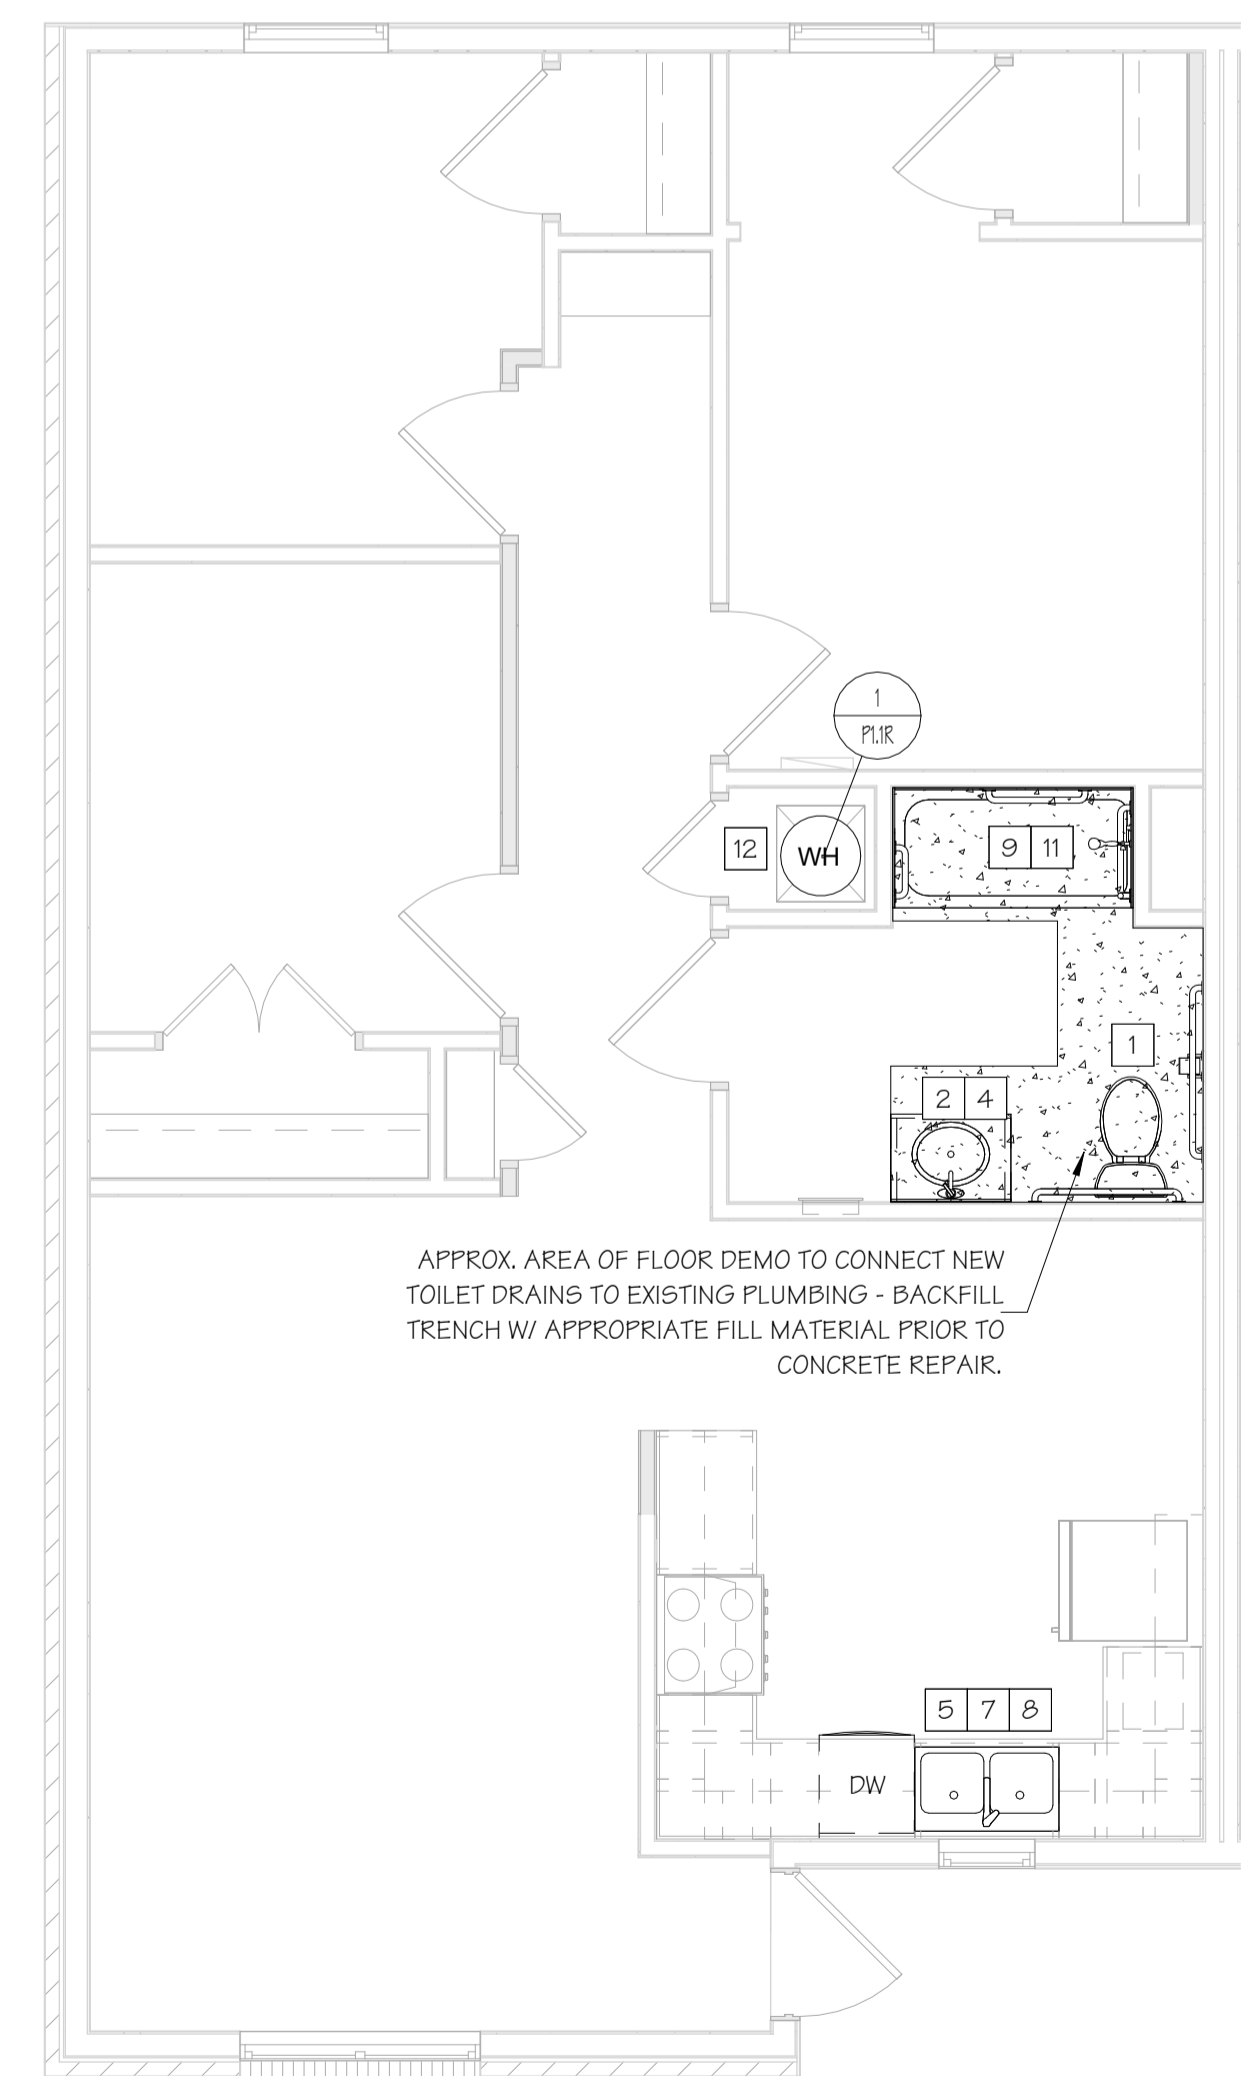 1
P1.1R
12
WH
9 11
1
2 4
APPROX. AREA OF FLOOR DEMO TO CONNECT NEW
TOILET DRAINS TO EXISTING PLUMBING - BACKFILL
TRENCH W/ APPROPRIATE FILL MATERIAL PRIOR TO
CONCRETE REPAIR.
5 7 8
DW